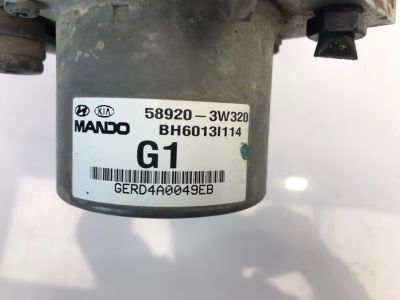 KIA 58920-3W320
MANDO BH6013I114
G1
GERD4A0049EB